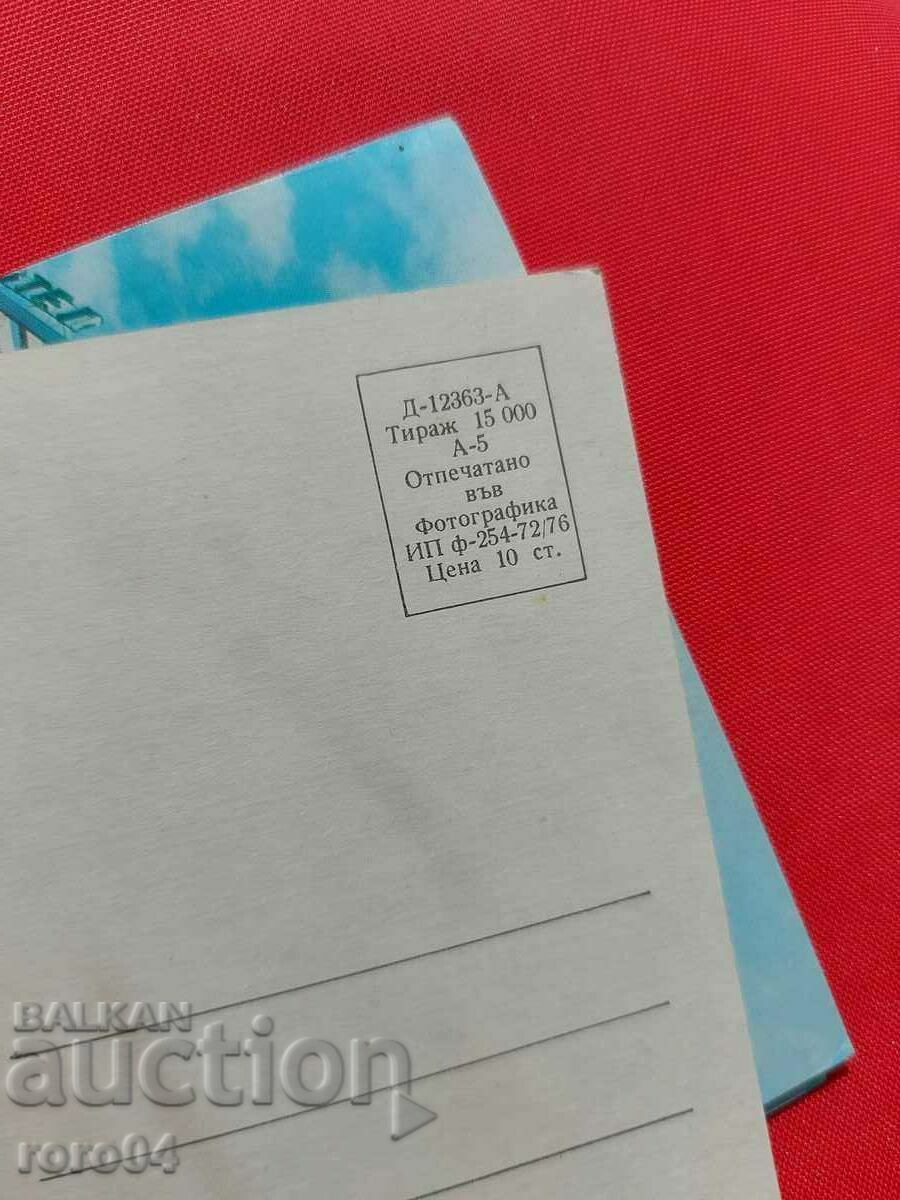 Д-12363-А
Тираж 15 000
А-5
Отпечатано
във
Фотографика
ИП ф-254-72/76
Цена 10 ст.
BALKAN
auction
roro04